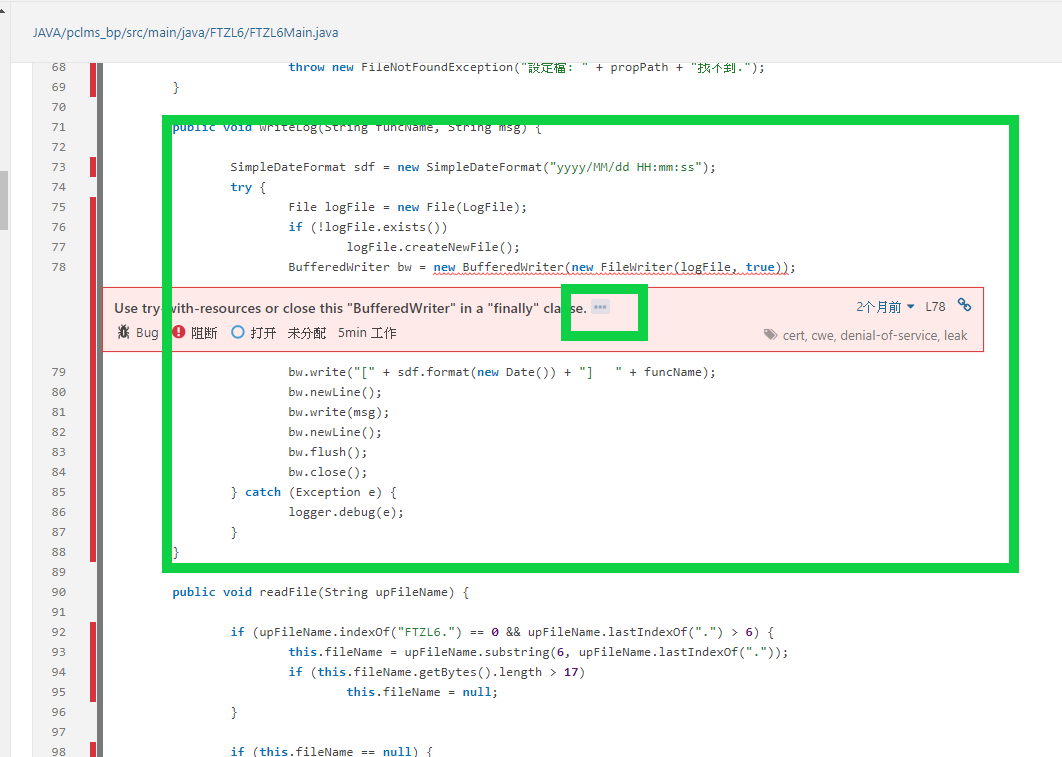 JAVA/pclms_bp/src/main/java/FTZL6/FTZL6Main.java
68 throw new FileNotFoundException("設定檔: " + propPath + "找不到.");
69 }
70
71 public void writeLog(String funcName, String msg) {
72
73 SimpleDateFormat sdf = new SimpleDateFormat("yyyy/MM/dd HH:mm:ss");
74 try {
75 File logFile = new File(LogFile);
76 if (!logFile.exists())
77 logFile.createNewFile();
78 BufferedWriter bw = new BufferedWriter(new FileWriter(logFile, true));
Use try-with-resources or close this "BufferedWriter" in a "finally" clause. 2个月前 L78
Bug 阻断 打开 未分配 5min 工作 cert, cwe, denial-of-service, leak
79 bw.write("[" + sdf.format(new Date()) + "]   " + funcName);
80 bw.newLine();
81 bw.write(msg);
82 bw.newLine();
83 bw.flush();
84 bw.close();
85 } catch (Exception e) {
86 logger.debug(e);
87 }
88 }
89
90 public void readFile(String upFileName) {
91
92 if (upFileName.indexOf("FTZL6.") == 0 && upFileName.lastIndexOf(".") > 6) {
93 this.fileName = upFileName.substring(6, upFileName.lastIndexOf("."));
94 if (this.fileName.getBytes().length > 17)
95 this.fileName = null;
96 }
97
98 if (this.fileName == null) {